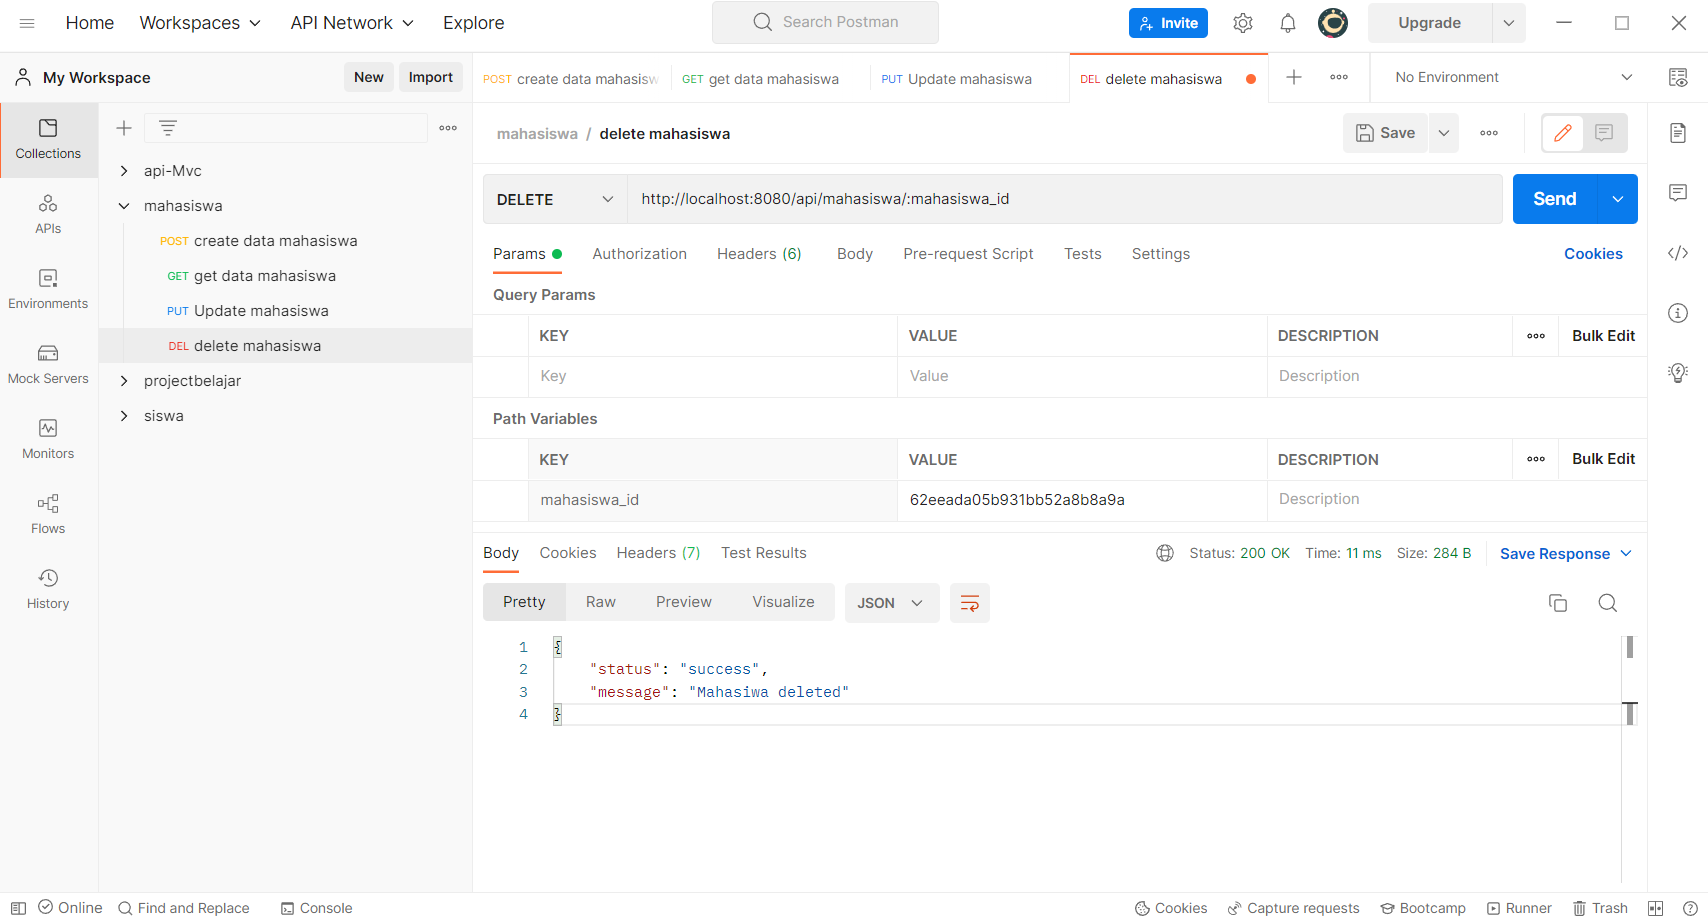 Home Workspaces API Network Explore Search Postman Invite Upgrade
My Workspace New Import
POST create data mahasisw GET get data mahasiswa PUT Update mahasiswa DEL delete mahasiswa No Environment
Collections
APIs
Environments
Mock Servers
Monitors
Flows
History
api-Mvc
mahasiswa
POST create data mahasiswa
GET get data mahasiswa
PUT Update mahasiswa
DEL delete mahasiswa
projectbelajar
siswa
mahasiswa / delete mahasiswa Save
DELETE http://localhost:8080/api/mahasiswa/:mahasiswa_id Send
Params Authorization Headers (6) Body Pre-request Script Tests Settings Cookies
Query Params
KEY VALUE DESCRIPTION Bulk Edit
Key Value Description
Path Variables
KEY VALUE DESCRIPTION Bulk Edit
mahasiswa_id 62eeada05b931bb52a8b8a9a Description
Body Cookies Headers (7) Test Results Status: 200 OK Time: 11 ms Size: 284 B Save Response
Pretty Raw Preview Visualize JSON
1 {
2 "status": "success",
3 "message": "Mahasiwa deleted"
4 }
Online Find and Replace Console Cookies Capture requests Bootcamp Runner Trash